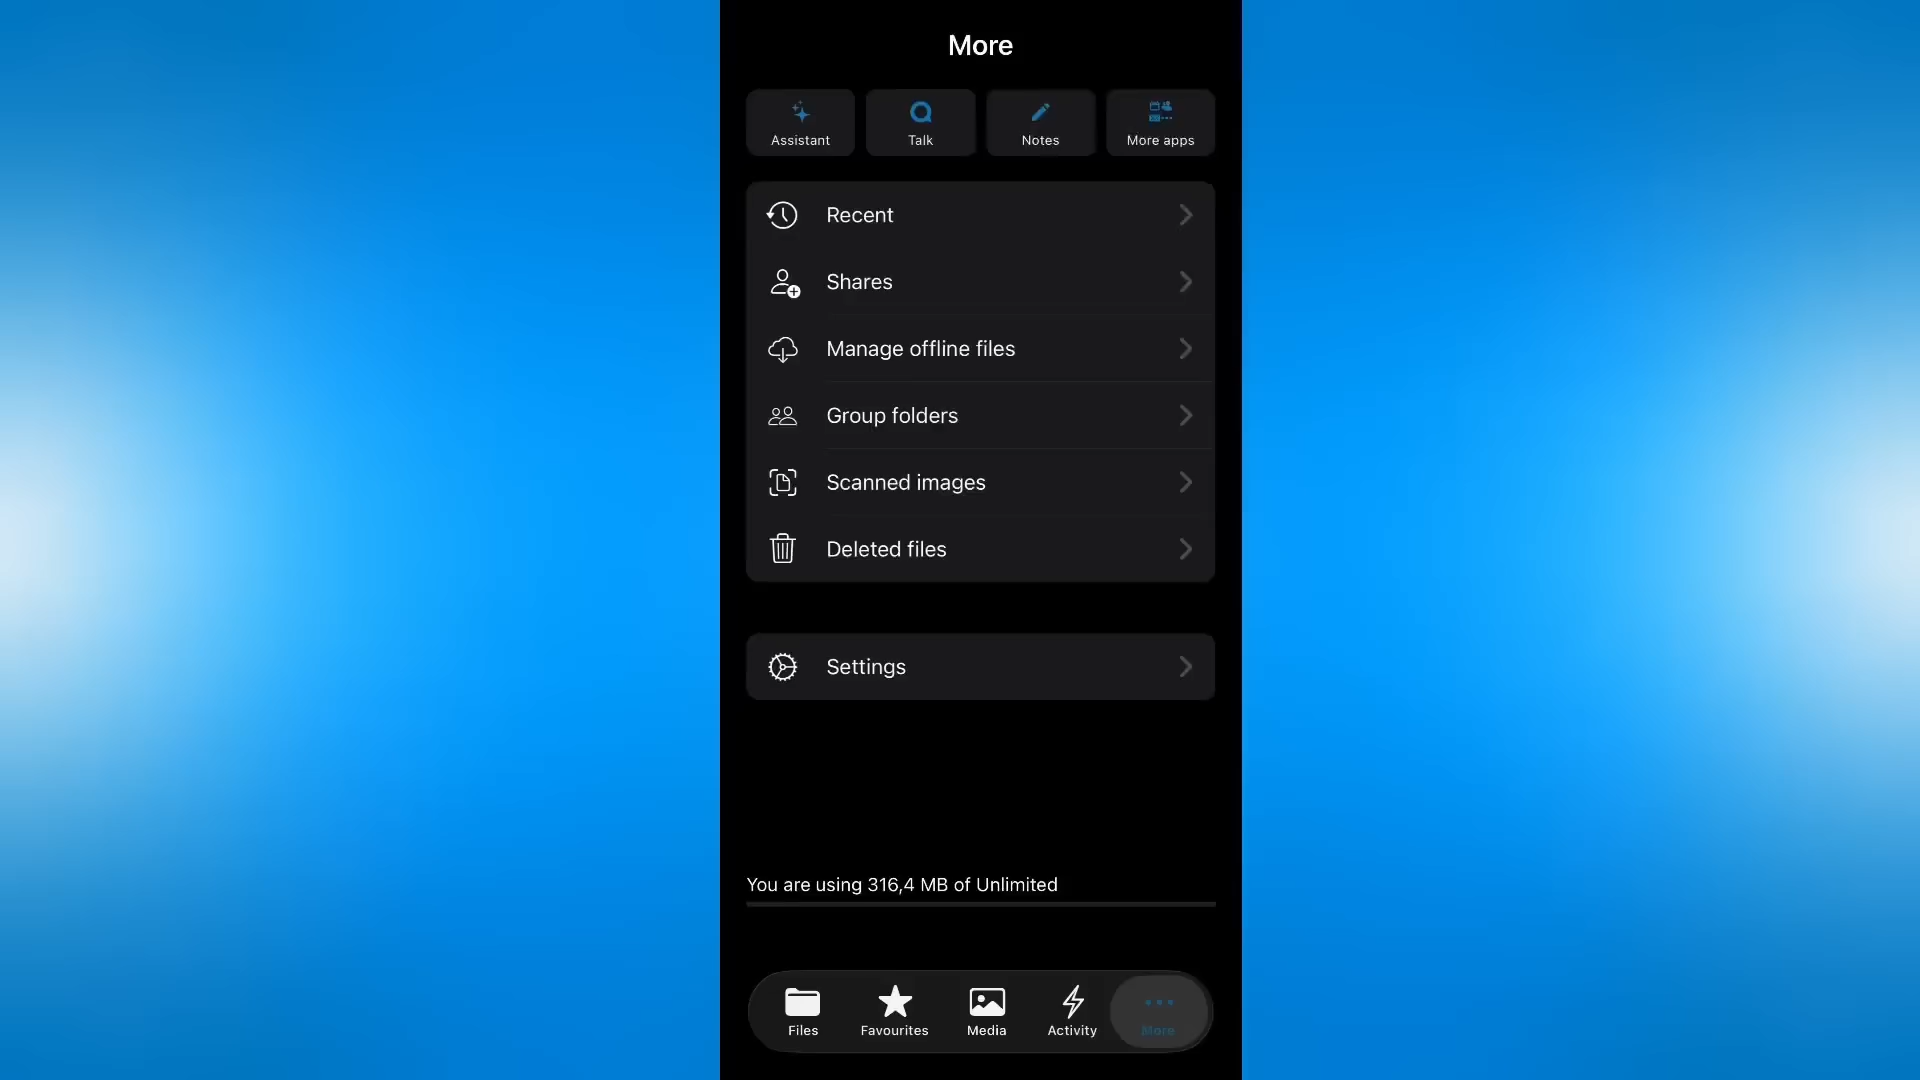 More
Assistant
Talk
Notes
More apps
Recent
Shares
Manage offline files
Group folders
Scanned images
Deleted files
Settings
You are using 316,4 MB of Unlimited
Files
Favourites
Media
Activity
More